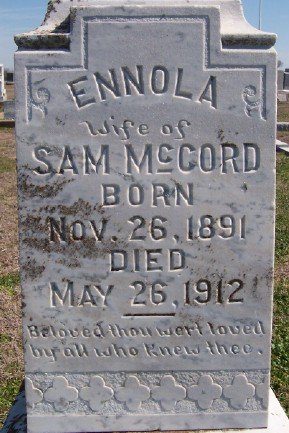 ENNOLA
Wife of
SAM McCORD
BORN
NOV. 26, 1891
DIED
MAY 26, 1912
Beloved thou wert loved
by all who knew thee.